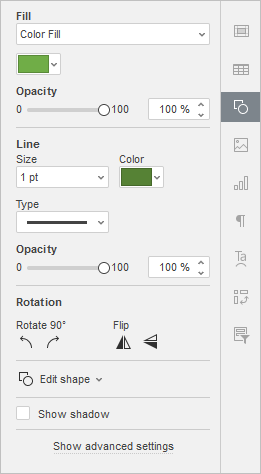 Fill
Color Fill
Opacity
0 100 100 %
Line
Size Color
1 pt
Type
Opacity
0 100 100 %
Rotation
Rotate 90° Flip
Edit shape
Show shadow
Show advanced settings
Ta